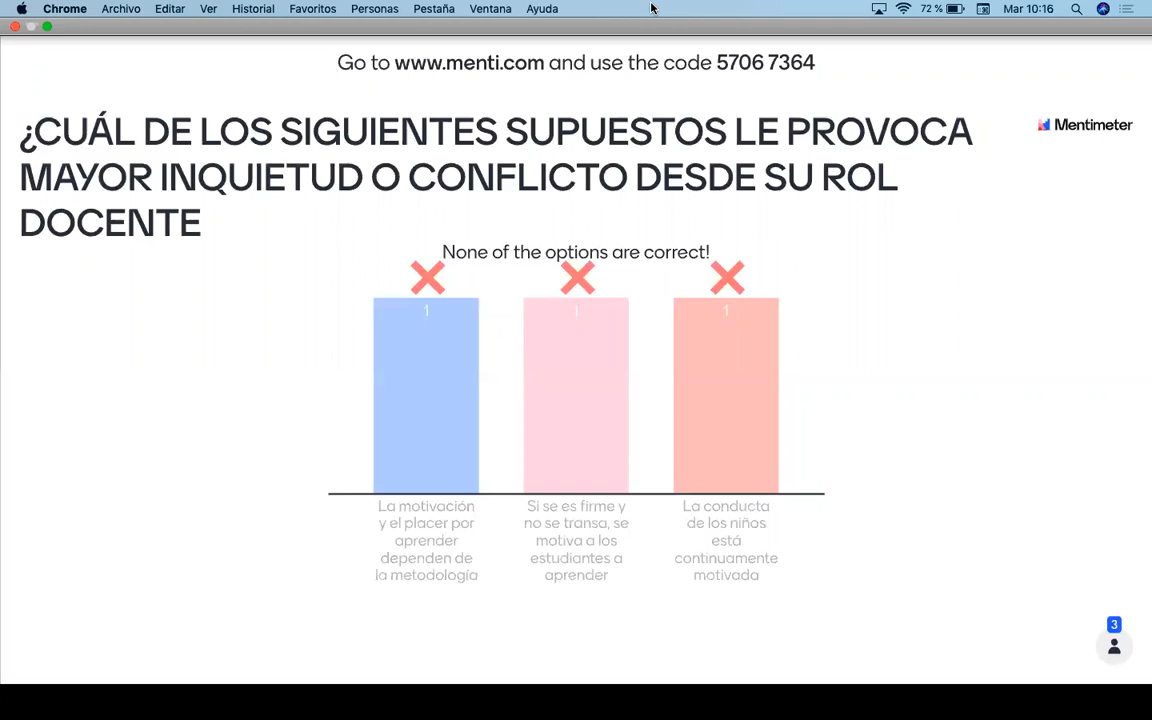 Chrome Archivo Editar Ver Historial Favoritos Personas Pestaña Ventana Ayuda 72 % Mar 10:16
Go to www.menti.com and use the code 5706 7364
¿CUÁL DE LOS SIGUIENTES SUPUESTOS LE PROVOCA
MAYOR INQUIETUD O CONFLICTO DESDE SU ROL
DOCENTE
Mentimeter
None of the options are correct!
1 1 1
La motivación
y el placer por
aprender
dependen de
la metodología
Si se es firme y
no se transa, se
motiva a los
estudiantes a
aprender
La conducta
de los niños
está
continuamente
motivada
3